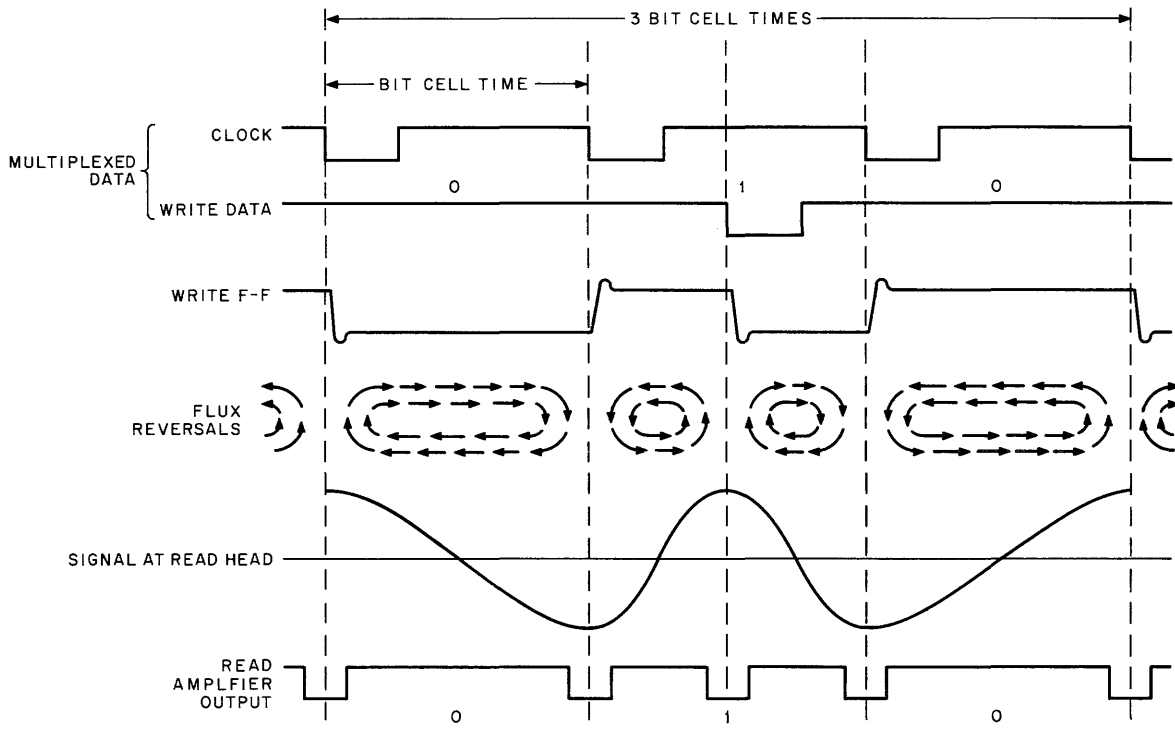 3 BIT CELL TIMES
BIT CELL TIME
MULTIPLEXED
DATA
CLOCK
0 1 0
WRITE DATA
WRITE F-F
FLUX
REVERSALS
SIGNAL AT READ HEAD
READ
AMPLFIER
OUTPUT
0 1 0